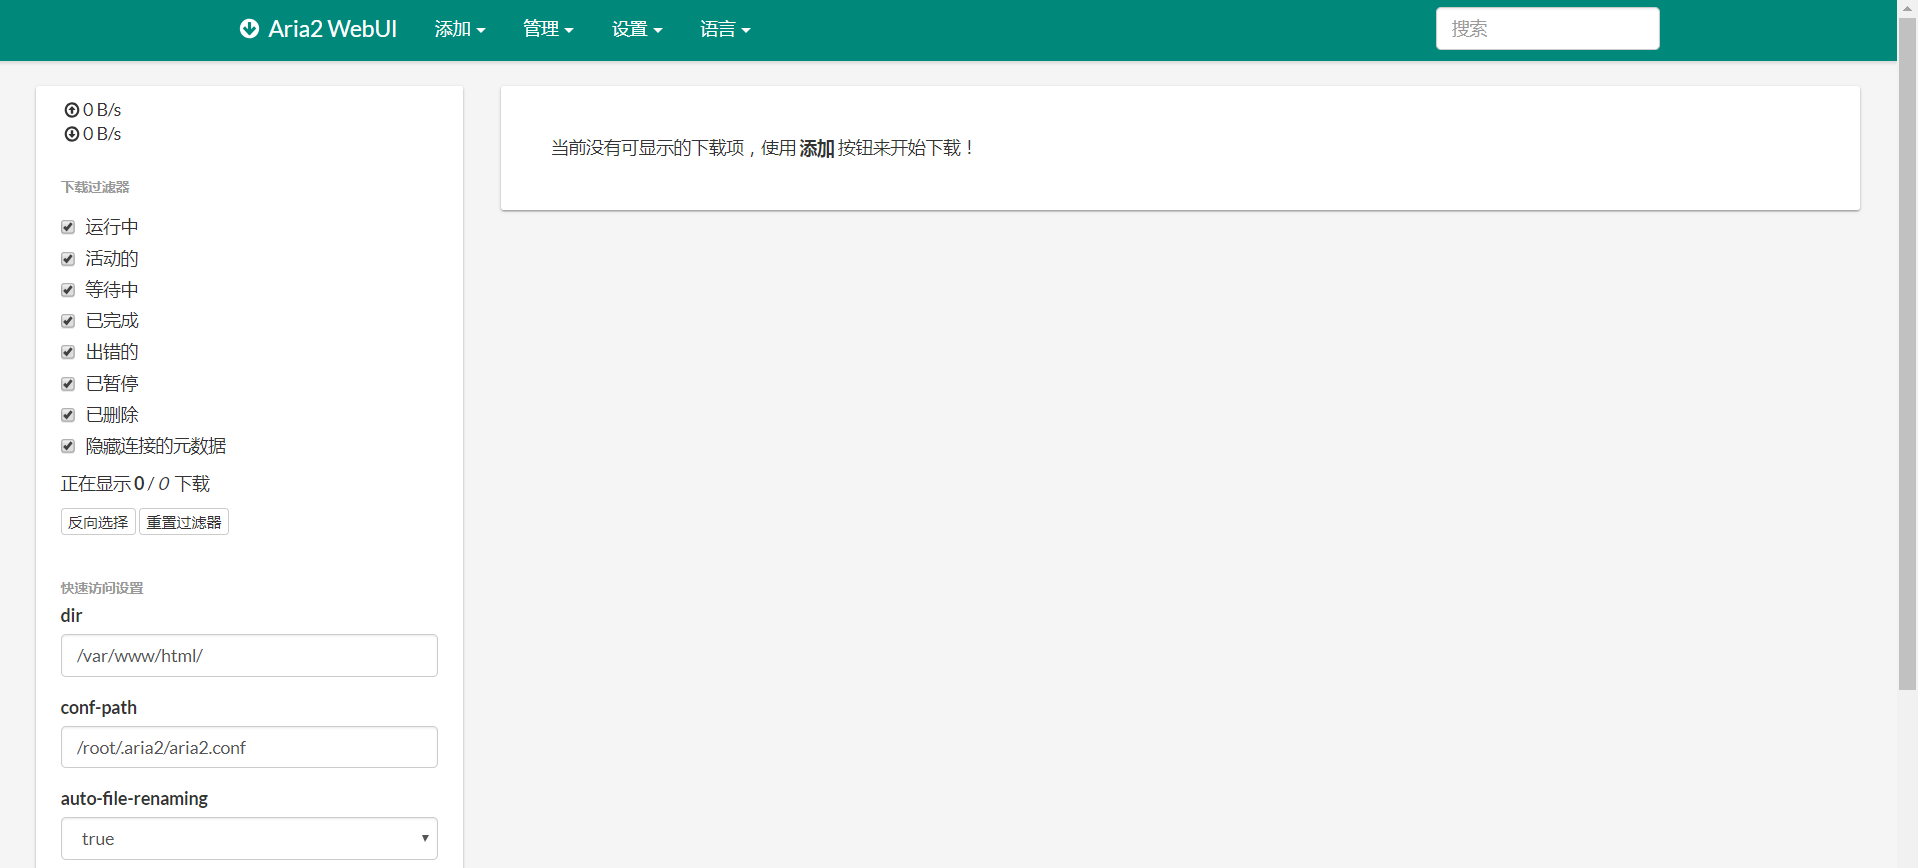 Aria2 WebUI 添加 管理 设置 语言 搜索
0 B/s
0 B/s
下载过滤器
运行中
活动的
等待中
已完成
出错的
已暂停
已删除
隐藏连接的元数据
正在显示 0 / 0 下载
反向选择 重置过滤器
快速访问设置
dir
/var/www/html/
conf-path
/root/.aria2/aria2.conf
auto-file-renaming
true
当前没有可显示的下载项，使用 添加 按钮来开始下载！